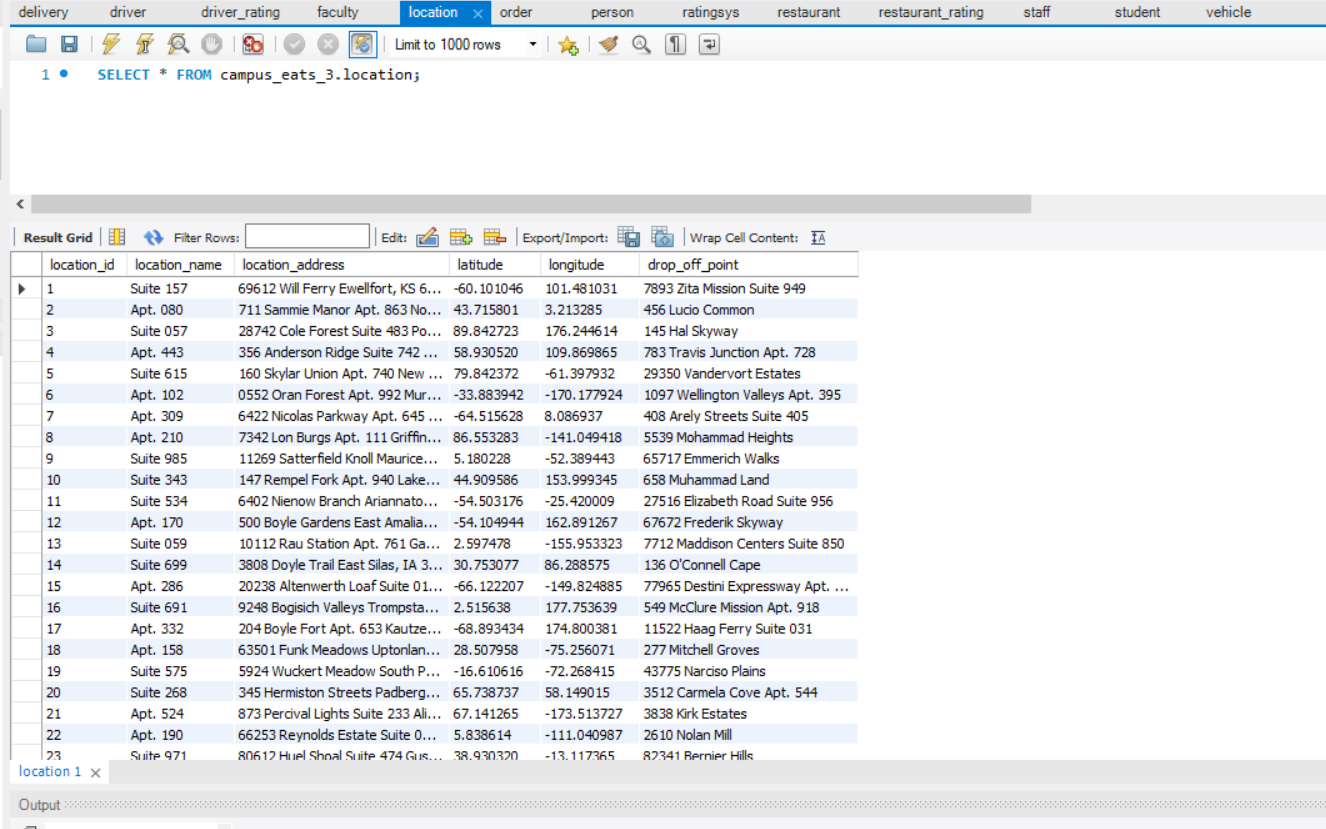 delivery driver driver_rating faculty location order person ratingsys restaurant restaurant_rating staff student vehicle
Limit to 1000 rows
1 SELECT * FROM campus_eats_3.location;
Result Grid Filter Rows: Edit: Export/Import: Wrap Cell Content:
location_id location_name location_address latitude longitude drop_off_point
1 Suite 157 69612 Will Ferry Ewellfort, KS 6... -60.101046 101.481031 7893 Zita Mission Suite 949
2 Apt. 080 711 Sammie Manor Apt. 863 No... 43.715801 3.213285 456 Lucio Common
3 Suite 057 28742 Cole Forest Suite 483 Po... 89.842723 176.244614 145 Hal Skyway
4 Apt. 443 356 Anderson Ridge Suite 742 ... 58.930520 109.869865 783 Travis Junction Apt. 728
5 Suite 615 160 Skylar Union Apt. 740 New ... 79.842372 -61.397932 29350 Vandervort Estates
6 Apt. 102 0552 Oran Forest Apt. 992 Mur... -33.883942 -170.177924 1097 Wellington Valleys Apt. 395
7 Apt. 309 6422 Nicolas Parkway Apt. 645 ... -64.515628 8.086937 408 Arely Streets Suite 405
8 Apt. 210 7342 Lon Burgs Apt. 111 Griffin... 86.553283 -141.049418 5539 Mohammad Heights
9 Suite 985 11269 Satterfield Knoll Maurice... 5.180228 -52.389443 65717 Emmerich Walks
10 Suite 343 147 Rempel Fork Apt. 940 Lake... 44.909586 153.999345 658 Muhammad Land
11 Suite 534 6402 Nienow Branch Ariannato... -54.503176 -25.420009 27516 Elizabeth Road Suite 956
12 Apt. 170 500 Boyle Gardens East Amalia... -54.104944 162.891267 67672 Frederik Skyway
13 Suite 059 10112 Rau Station Apt. 761 Ga... 2.597478 -155.953323 7712 Maddison Centers Suite 850
14 Suite 699 3808 Doyle Trail East Silas, IA 3... 30.753077 86.288575 136 O'Connell Cape
15 Apt. 286 20238 Altenwerth Loaf Suite 01... -66.122207 -149.824885 77965 Destini Expressway Apt. ...
16 Suite 691 9248 Bogisich Valleys Trompsta... 2.515638 177.753639 549 McClure Mission Apt. 918
17 Apt. 332 204 Boyle Fort Apt. 653 Kautze... -68.893434 174.800381 11522 Haag Ferry Suite 031
18 Apt. 158 63501 Funk Meadows Uptonlan... 28.507958 -75.256071 277 Mitchell Groves
19 Suite 575 5924 Wuckert Meadow South P... -16.610616 -72.268415 43775 Narciso Plains
20 Suite 268 345 Hermiston Streets Padberg... 65.738737 58.149015 3512 Carmela Cove Apt. 544
21 Apt. 524 873 Percival Lights Suite 233 Ali... 67.141265 -173.513727 3838 Kirk Estates
22 Apt. 190 66253 Reynolds Estate Suite 0... 5.838614 -111.040987 2610 Nolan Mill
23 Suite 971 80612 Huel Shoal Suite 474 Gus... 38.930320 -13.117365 82341 Bernier Hills
location 1
Output